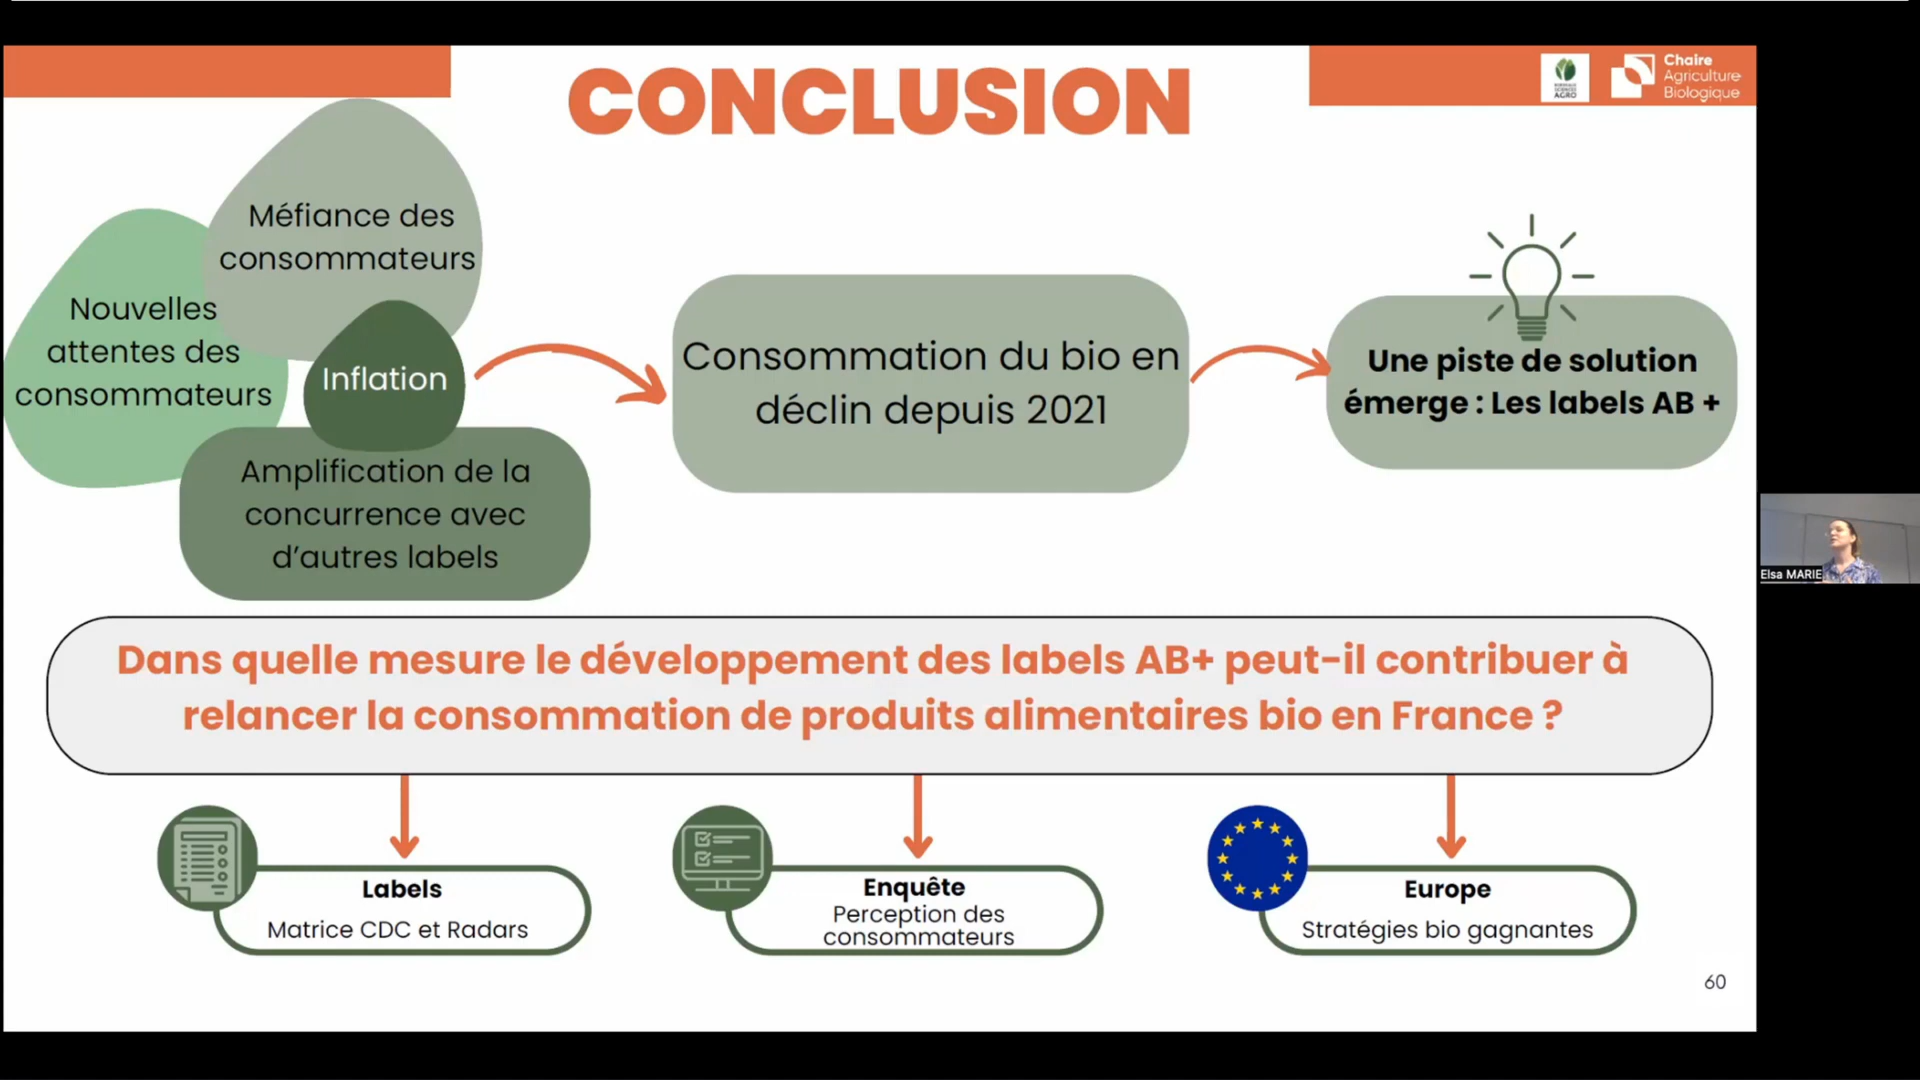 CONCLUSION
BORDEAUX
SCIENCES
AGRO
Chaire
Agriculture
Biologique
Méfiance des
consommateurs
Nouvelles
attentes des
consommateurs
Inflation
Amplification de la
concurrence avec
d'autres labels
Consommation du bio en
déclin depuis 2021
Une piste de solution
émerge : Les labels AB +
Elsa MARIE
Dans quelle mesure le développement des labels AB+ peut-il contribuer à
relancer la consommation de produits alimentaires bio en France ?
Labels
Matrice CDC et Radars
Enquête
Perception des
consommateurs
Europe
Stratégies bio gagnantes
60